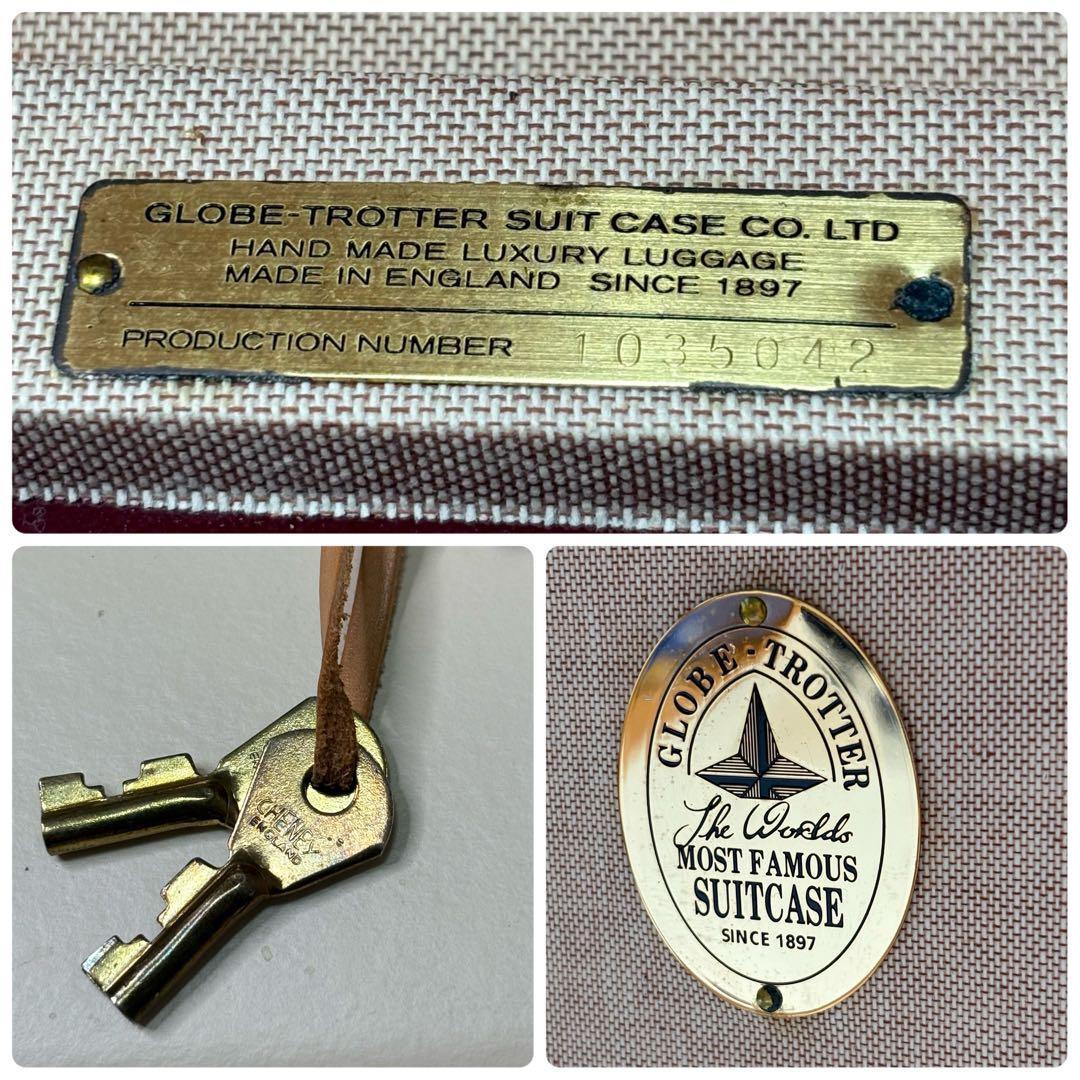 GLOBE-TROTTER SUIT CASE CO. LTD
HAND MADE LUXURY LUGGAGE
MADE IN ENGLAND SINCE 1897
PRODUCTION NUMBER 1035042
CHENEY
ENGLAND
GLOBE-TROTTER
The Worlds
MOST FAMOUS
SUITCASE
SINCE 1897